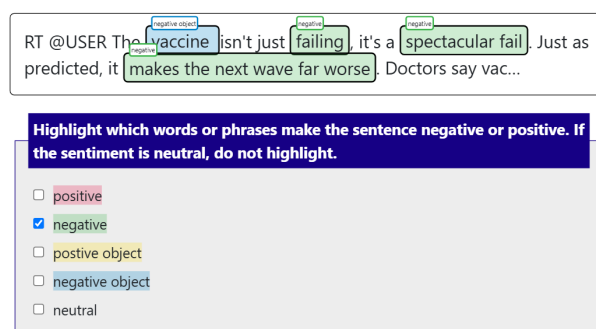 negative object
negative
negative
RT @USER The vaccine isn't just failing, it's a spectacular fail. Just as
negative
predicted, it makes the next wave far worse. Doctors say vac...
Highlight which words or phrases make the sentence negative or positive. If
the sentiment is neutral, do not highlight.
positive
negative
postive object
negative object
neutral